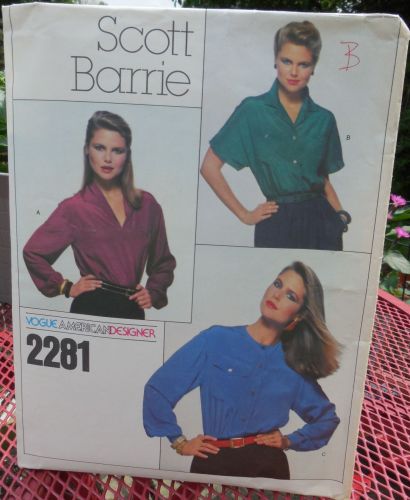 Scott
Barrie
B
B
A
VOGUE AMERICAN DESIGNER
2281
C